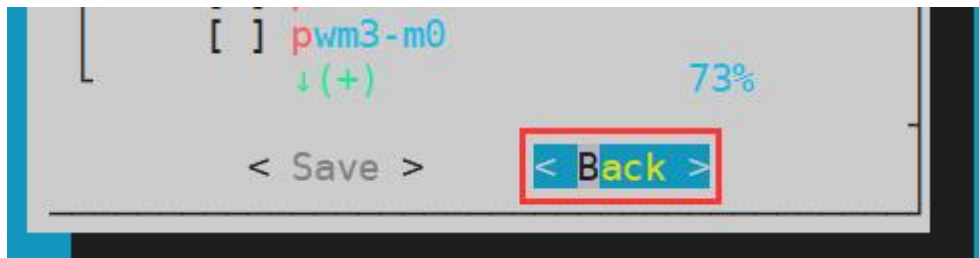 [ ] pwm3-m0
↓(+) 73%
< Save > < Back >